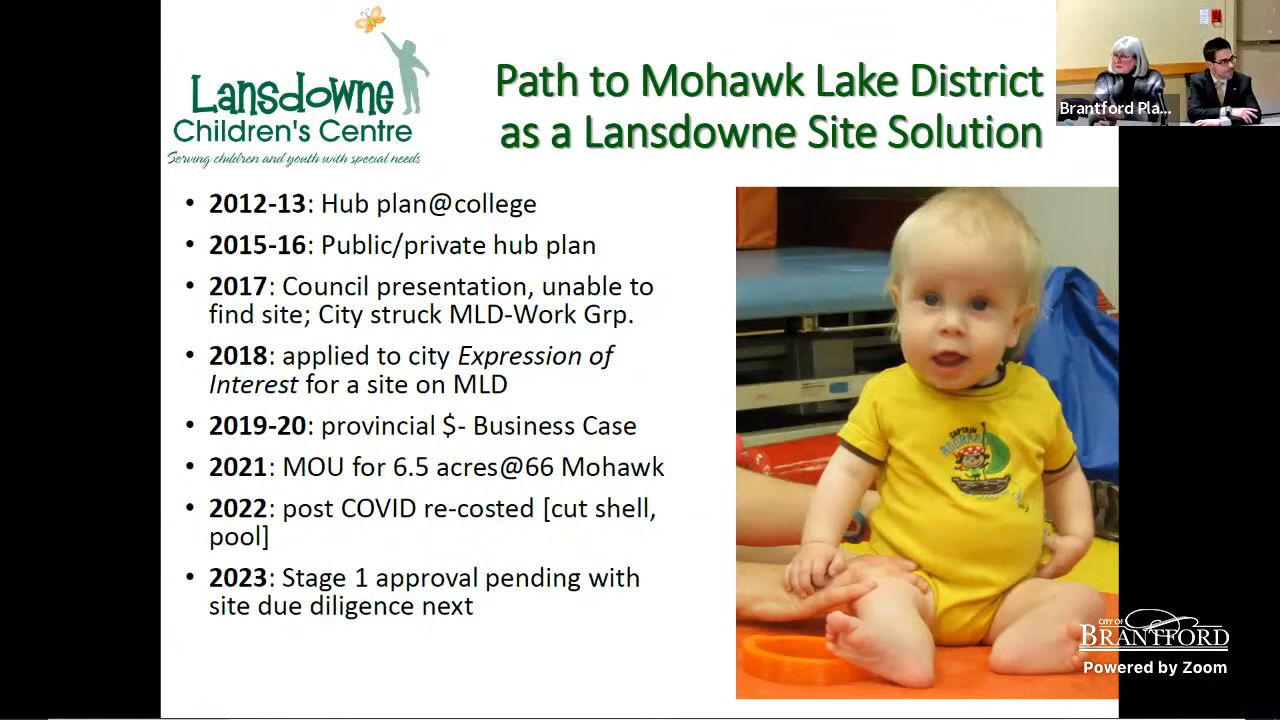 Lansdowne
Children's Centre
Serving children and youth with special needs
Path to Mohawk Lake District
as a Lansdowne Site Solution
Brantford Pla...
• 2012-13: Hub plan@college
• 2015-16: Public/private hub plan
• 2017: Council presentation, unable to
find site; City struck MLD-Work Grp.
• 2018: applied to city Expression of
Interest for a site on MLD
• 2019-20: provincial $- Business Case
• 2021: MOU for 6.5 acres@66 Mohawk
• 2022: post COVID re-costed [cut shell,
pool]
• 2023: Stage 1 approval pending with
site due diligence next
CAPTAIN
CITY OF
BRANTFORD
Powered by Zoom